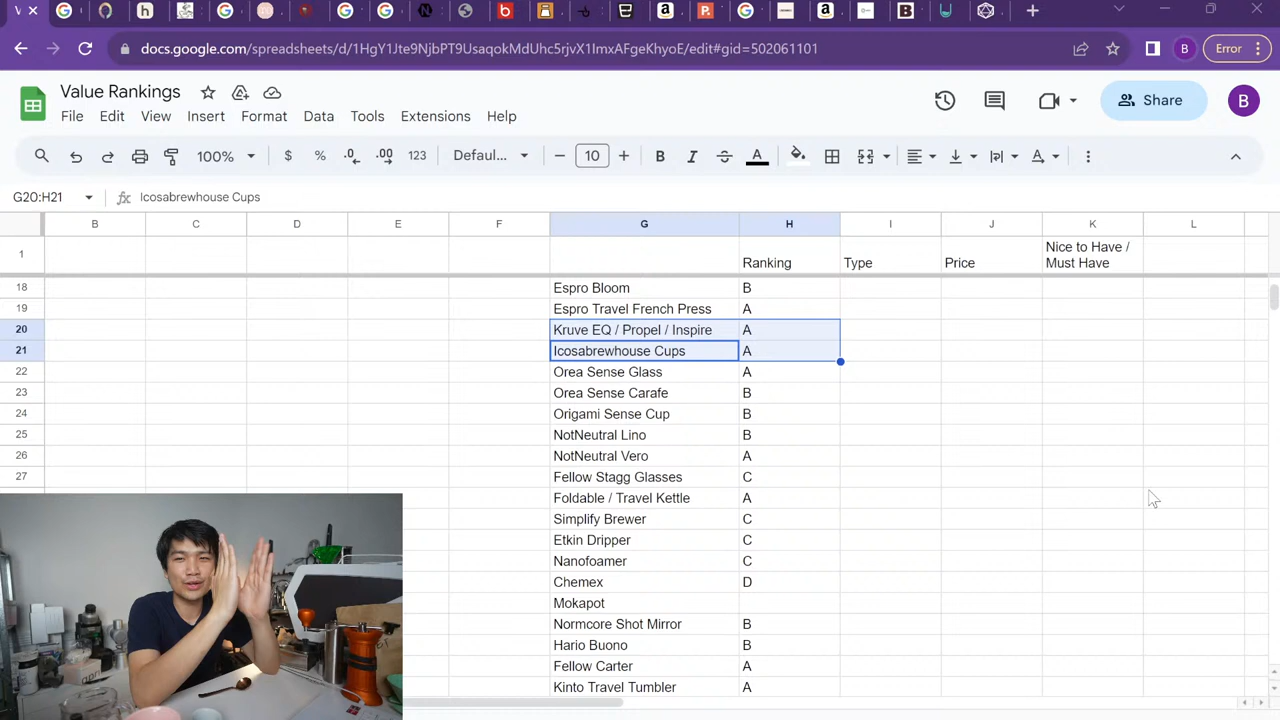 docs.google.com/spreadsheets/d/1HgY1Jte9NjbPT9UsaqokMdUhc5rjvX1ImxAFgeKhyoE/edit#gid=502061101
B
Error
Value Rankings
File Edit View Insert Format Data Tools Extensions Help
Share
B
100% $ % .0 .00 123 Defaul... 10 B I A A
G20:H21 fx Icosabrewhouse Cups
B C D E F G H I J K L
1 Ranking Type Price Nice to Have /
Must Have
18 Espro Bloom B
19 Espro Travel French Press A
20 Kruve EQ / Propel / Inspire A
21 Icosabrewhouse Cups A
22 Orea Sense Glass A
23 Orea Sense Carafe B
24 Origami Sense Cup B
25 NotNeutral Lino B
26 NotNeutral Vero A
27 Fellow Stagg Glasses C
Foldable / Travel Kettle A
Simplify Brewer C
Etkin Dripper C
Nanofoamer C
Chemex D
Mokapot
Normcore Shot Mirror B
Hario Buono B
Fellow Carter A
Kinto Travel Tumbler A